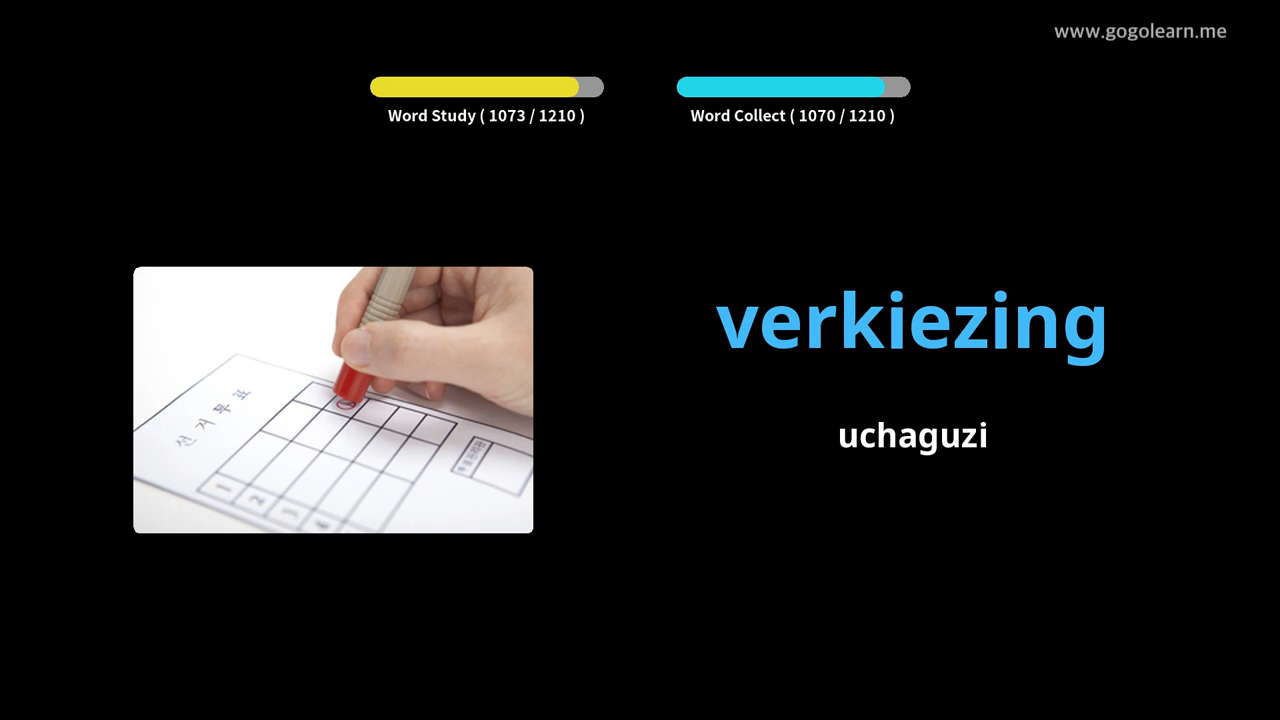 www.gogolearn.me
Word Study ( 1073 / 1210 )
Word Collect ( 1070 / 1210 )
verkiezing
uchaguzi
선거투표
1
2
3
4